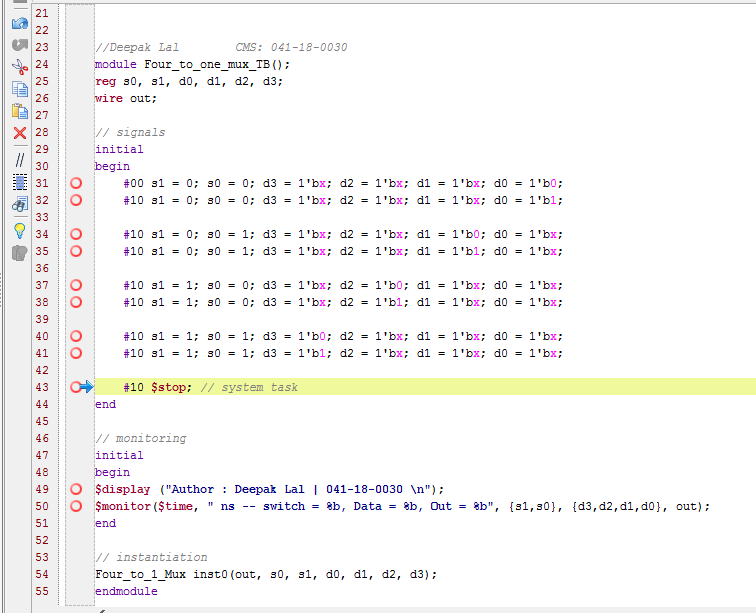 21
22
23 //Deepak Lal        CMS: 041-18-0030
24 module Four_to_one_mux_TB();
25 reg s0, s1, d0, d1, d2, d3;
26 wire out;
27
28 // signals
29 initial
30 begin
31     #00 s1 = 0; s0 = 0; d3 = 1'bx; d2 = 1'bx; d1 = 1'bx; d0 = 1'b0;
32     #10 s1 = 0; s0 = 0; d3 = 1'bx; d2 = 1'bx; d1 = 1'bx; d0 = 1'b1;
33
34     #10 s1 = 0; s0 = 1; d3 = 1'bx; d2 = 1'bx; d1 = 1'b0; d0 = 1'bx;
35     #10 s1 = 0; s0 = 1; d3 = 1'bx; d2 = 1'bx; d1 = 1'b1; d0 = 1'bx;
36
37     #10 s1 = 1; s0 = 0; d3 = 1'bx; d2 = 1'b0; d1 = 1'bx; d0 = 1'bx;
38     #10 s1 = 1; s0 = 0; d3 = 1'bx; d2 = 1'b1; d1 = 1'bx; d0 = 1'bx;
39
40     #10 s1 = 1; s0 = 1; d3 = 1'b0; d2 = 1'bx; d1 = 1'bx; d0 = 1'bx;
41     #10 s1 = 1; s0 = 1; d3 = 1'b1; d2 = 1'bx; d1 = 1'bx; d0 = 1'bx;
42
43     #10 $stop; // system task
44 end
45
46 // monitoring
47 initial
48 begin
49 $display ("Author : Deepak Lal | 041-18-0030 \n");
50 $monitor($time, " ns -- switch = %b, Data = %b, Out = %b", {s1,s0}, {d3,d2,d1,d0}, out);
51 end
52
53 // instantiation
54 Four_to_1_Mux inst0(out, s0, s1, d0, d1, d2, d3);
55 endmodule